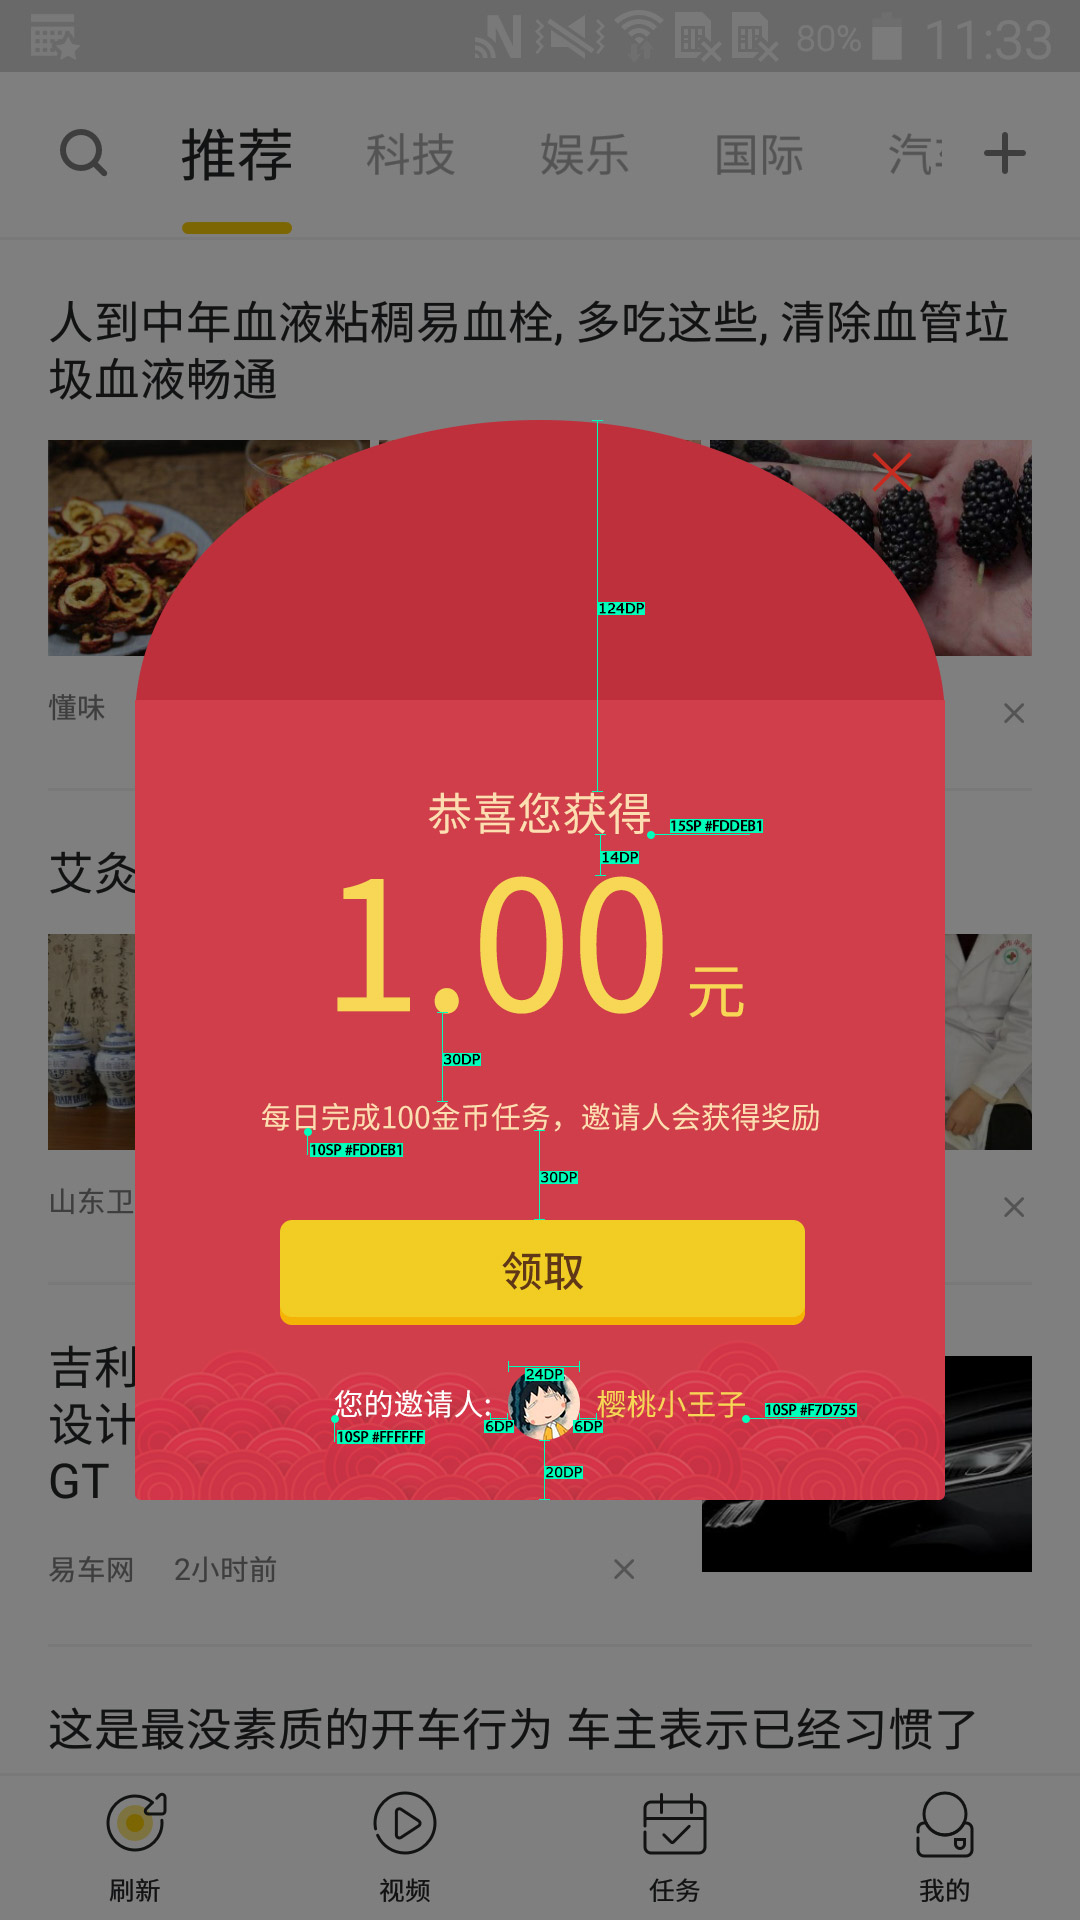 80% 11:33
推荐 科技 娱乐 国际
人到中年血液粘稠易血栓, 多吃这些, 清除血管垃
圾血液畅通
124DP
懂味
恭喜您获得
15SP #FDDEB1
14DP
艾灸
1.00 元
30DP
每日完成100金币任务，邀请人会获得奖励
10SP #FDDEB1
30DP
山东卫
领取
吉利
24DP
您的邀请人: 樱桃小王子
10SP #F7D755
6DP 6DP
10SP #FFFFFF
设计
20DP
GT
易车网 2小时前
这是最没素质的开车行为 车主表示已经习惯了
刷新 视频 任务 我的